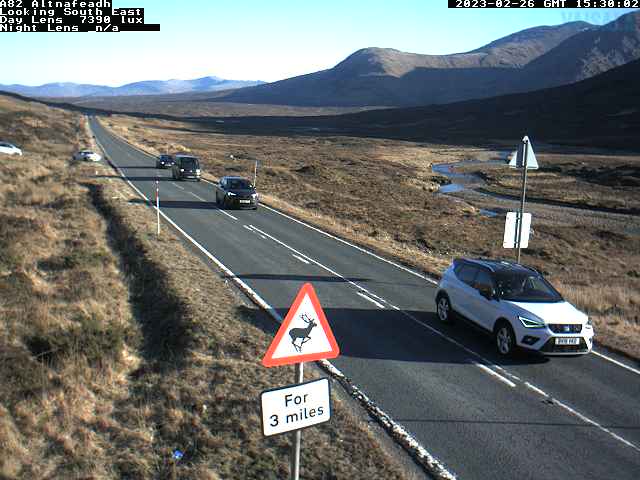 A82 Altnafeadh
Looking South East
Day Lens 7390 lux
Night Lens n/a
2023-02-26 GMT 15:30:02
VAISALA
For
3 miles